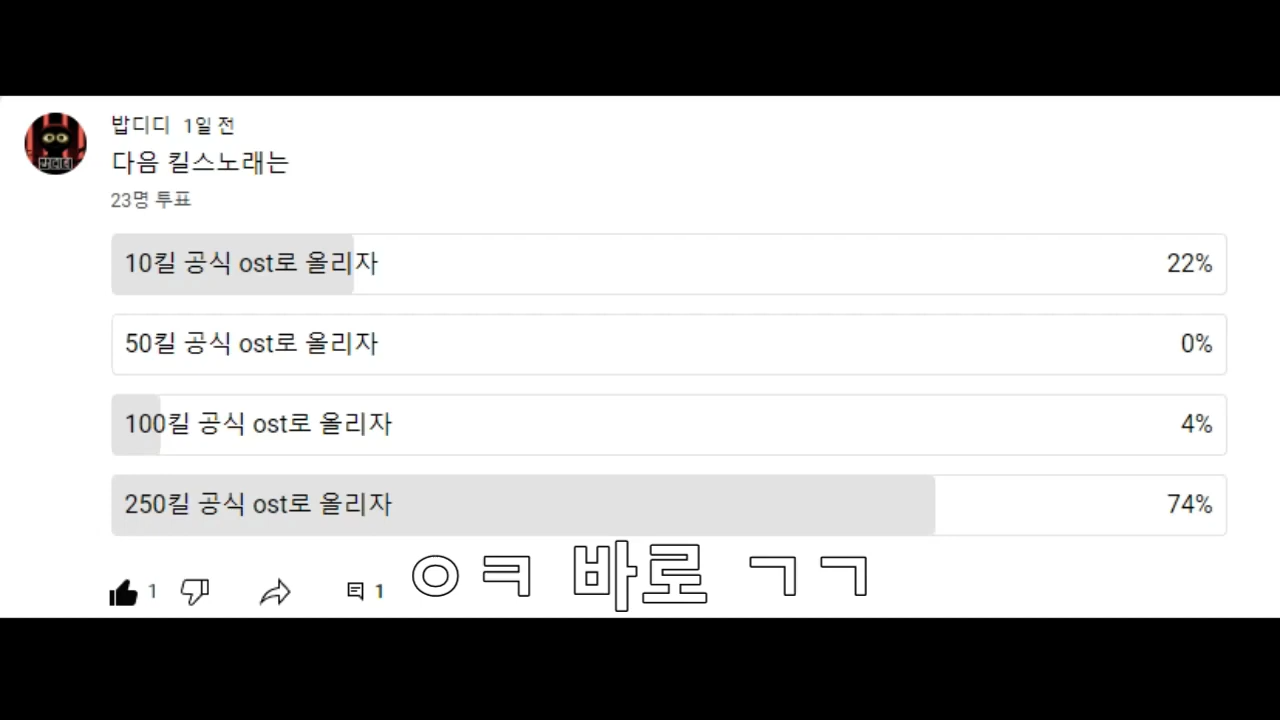 밥디디 1일 전
다음 킬스노래는
23명 투표
10킬 공식 ost로 올리자 22%
50킬 공식 ost로 올리자 0%
100킬 공식 ost로 올리자 4%
250킬 공식 ost로 올리자 74%
1 1
ㅇㅋ 바로 ㄱㄱ